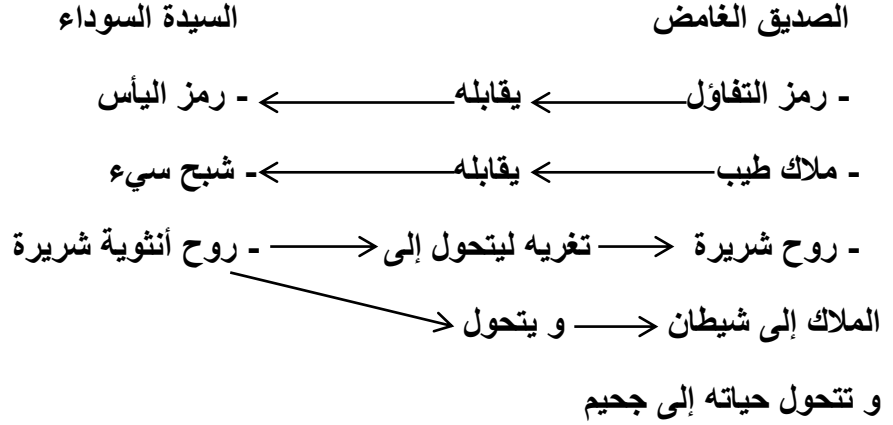 الصديق الغامض السيدة السوداء
- رمز التفاؤل يقابله - رمز اليأس
- ملاك طيب يقابله - شبح سيء
- روح شريرة تغريه ليتحول إلى - روح أنثوية شريرة
الملاك إلى شيطان و يتحول
و تتحول حياته إلى جحيم